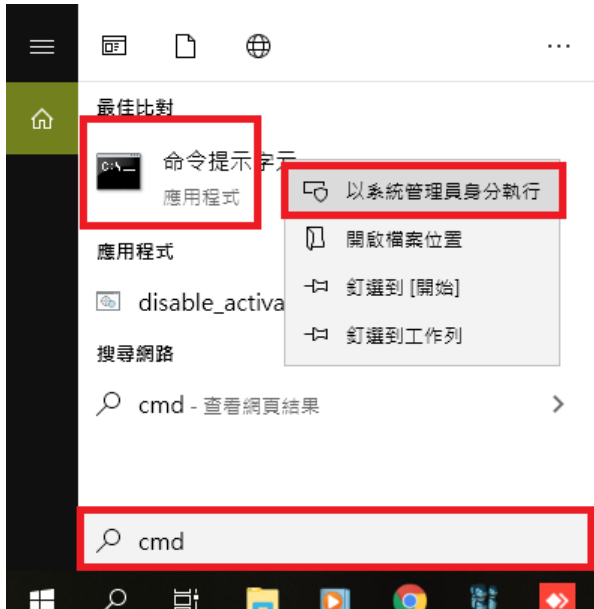 最佳比對
命令提示字元
應用程式
以系統管理員身分執行
開啟檔案位置
釘選到 [開始]
釘選到工作列
應用程式
disable_activa
搜尋網路
cmd - 查看網頁結果
cmd